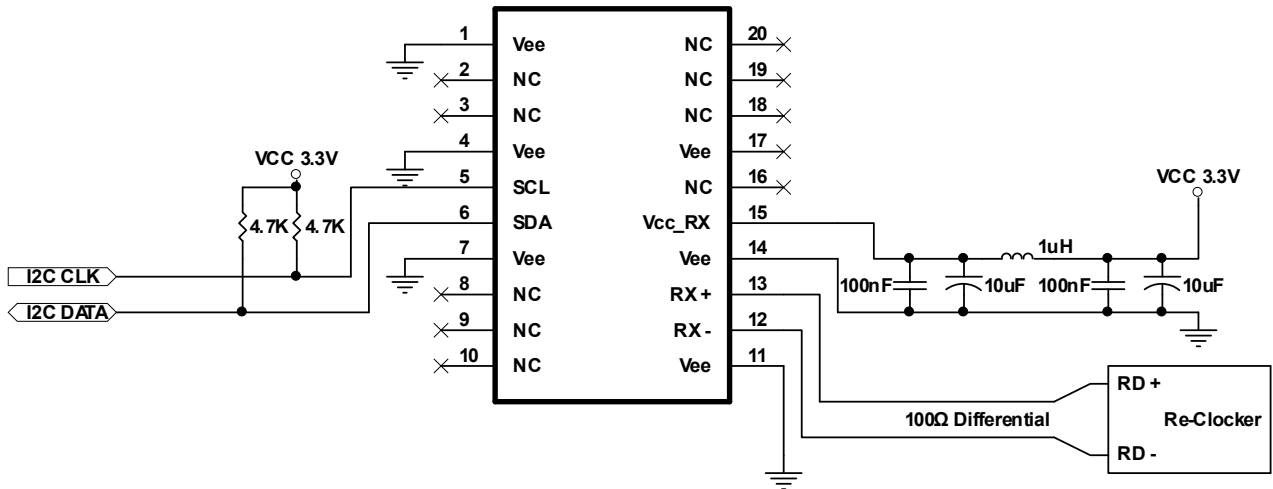 1 Vee NC 20
2 NC NC 19
3 NC NC 18
4 Vee Vee 17
VCC 3.3V
5 SCL NC 16
VCC 3.3V
6 SDA Vcc_RX 15
4.7K 4.7K
7 Vee Vee 14
1uH
I2C CLK
8 NC RX+ 13
100nF 10uF 100nF 10uF
I2C DATA
9 NC RX- 12
10 NC Vee 11
RD +
100Ω Differential
Re-Clocker
RD -